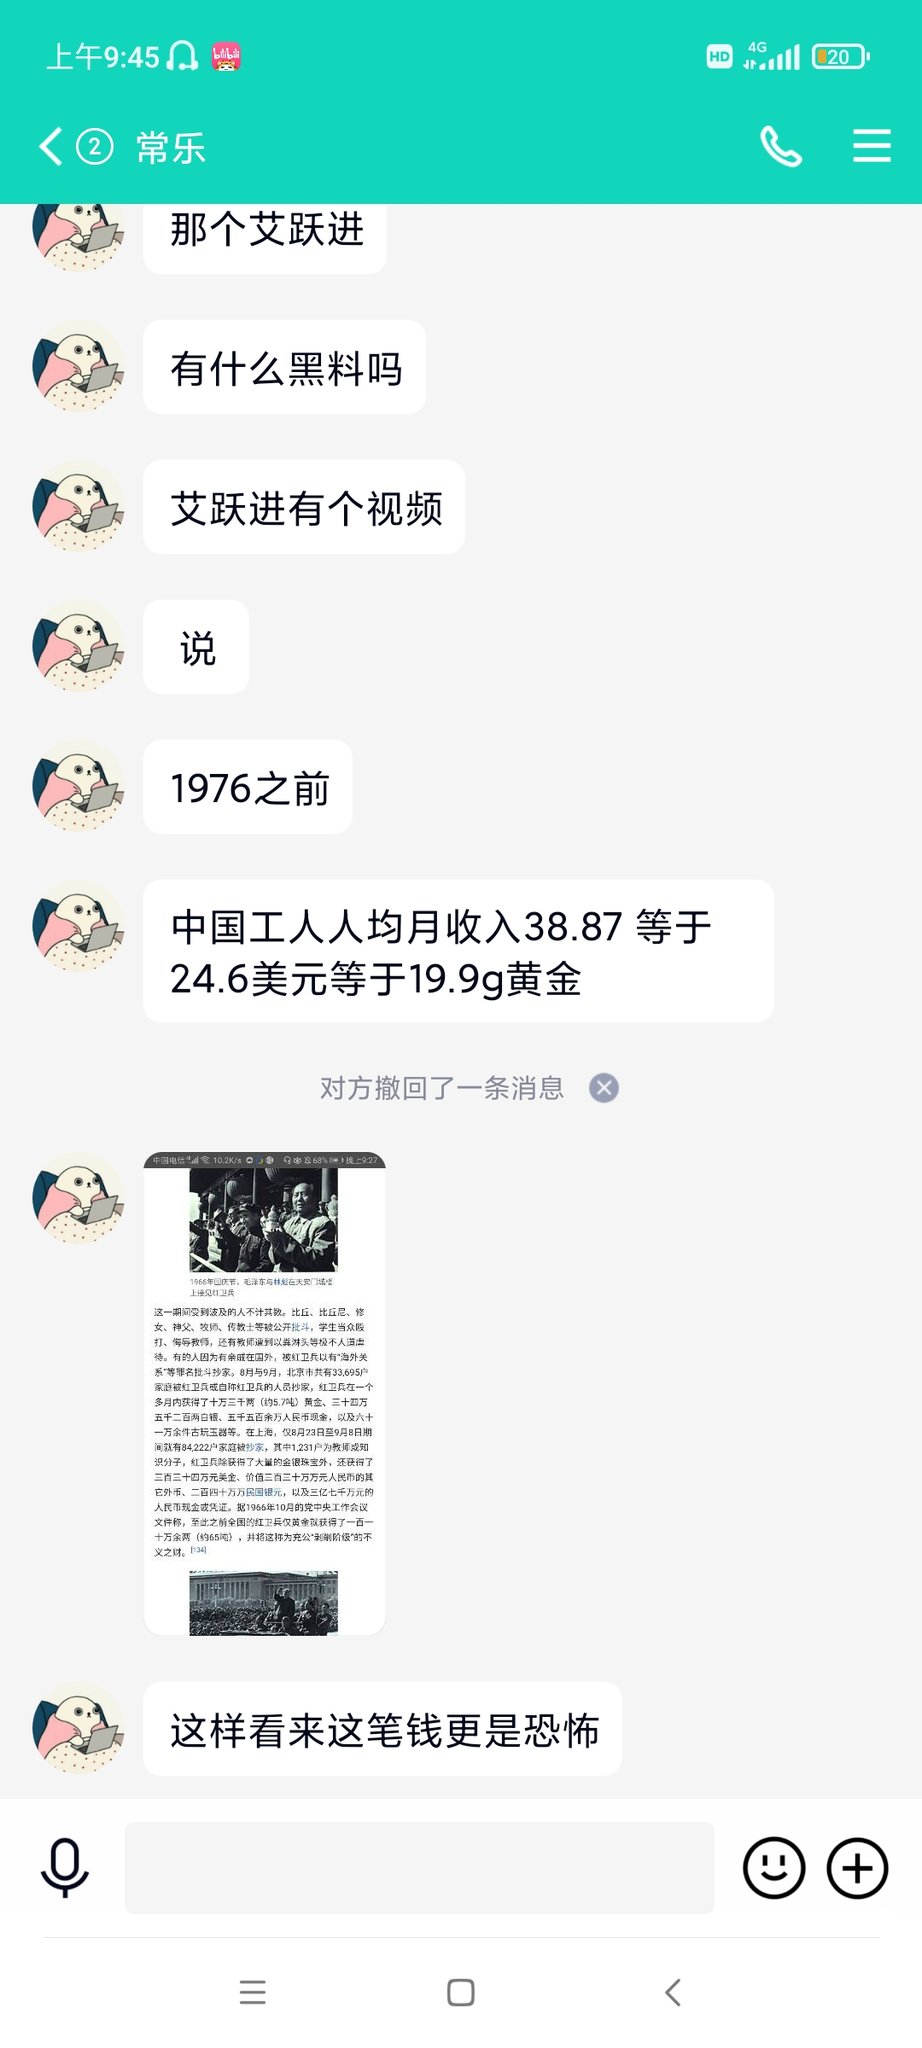 上午9:45
bilibili
HD 4G 20
2 常乐
那个艾跃进
有什么黑料吗
艾跃进有个视频
说
1976之前
中国工人人均月收入38.87 等于
24.6美元等于19.9g黄金
对方撤回了一条消息
中国电信 10.2K/s 68% 晚上9:27
1966年国庆节，毛泽东与林彪在天安门城楼
上接见红卫兵
这一期间受到波及的人不计其数。比丘、比丘尼、修
女、神父、牧师、传教士等被公开批斗，学生当众殴
打、侮辱教师，还有教师遭到以粪淋头等极不人道虐
待。有的人因为有亲戚在国外，被红卫兵以有“海外关
系”等罪名批斗抄家。8月与9月，北京市共有33,695户
家庭被红卫兵或自称红卫兵的人员抄家，红卫兵在一个
多月内获得了十万三千两（约5.7吨）黄金、三十四万
五千二百两白银、五千五百余万人民币现金，以及六十
一万余件古玩玉器等。在上海，仅8月23日至9月8日期
间就有84,222户家庭被抄家，其中1,231户为教师或知
识分子，红卫兵除获得了大量的金银珠宝外，还获得了
三百三十四万元美金、价值三百三十万万元人民币的其
它外币、二百四十万万民国银元，以及三亿七千万元的
人民币现金或凭证。据1966年10月的党中央工作会议
文件称，至此之前全国的红卫兵仅黄金就获得了一百一
十万余两（约65吨），并将这称为充公“剥削阶级”的不
义之财。[134]
这样看来这笔钱更是恐怖